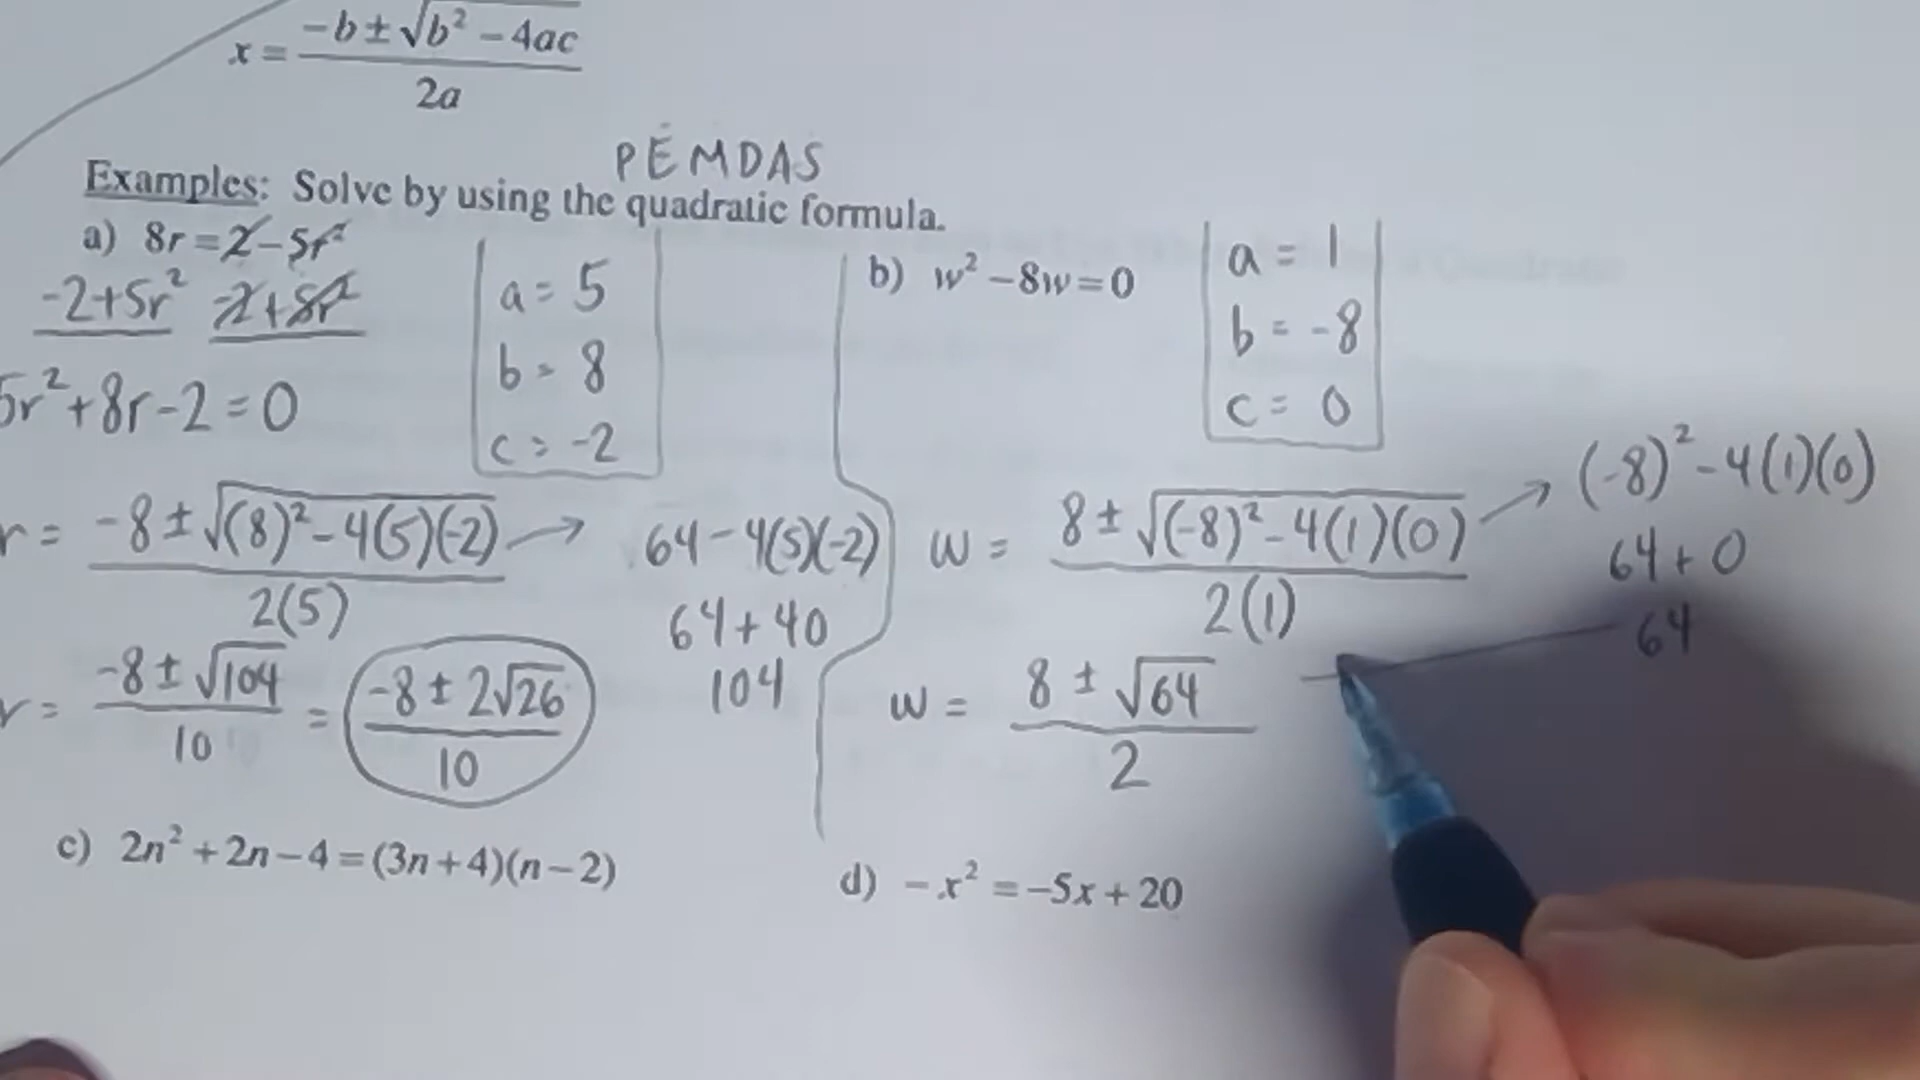 x = (-b ± √(b² - 4ac)) / 2a
PEMDAS
Examples: Solve by using the quadratic formula.
a) 8r = 2 - 5r²
-2+5r² -2+5r²
5r²+8r-2=0
a = 5
b = 8
c = -2
r = (-8 ± √((8)²-4(5)(-2))) / 2(5)
64-4(5)(-2)
64+40
104
r = (-8 ± √104) / 10 = (-8 ± 2√26) / 10
b) w² - 8w = 0
a = 1
b = -8
c = 0
w = (8 ± √((-8)²-4(1)(0))) / 2(1)
(-8)²-4(1)(0)
64+0
64
w = (8 ± √64) / 2
c) 2n² + 2n - 4 = (3n + 4)(n - 2)
d) -x² = -5x + 20